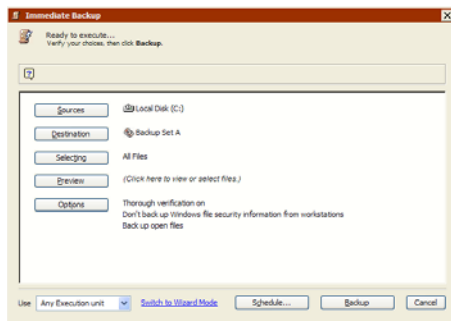 Immediate Backup
Ready to execute...
Verify your choices, then click Backup.
Sources
Local Disk (C:)
Destination
Backup Set A
Selecting
All Files
Preview
(Click here to view or select files.)
Options
Thorough verification on
Don't back up Windows file security information from workstations
Back up open files
Use Any Execution unit Switch to Wizard Mode Schedule... Backup Cancel